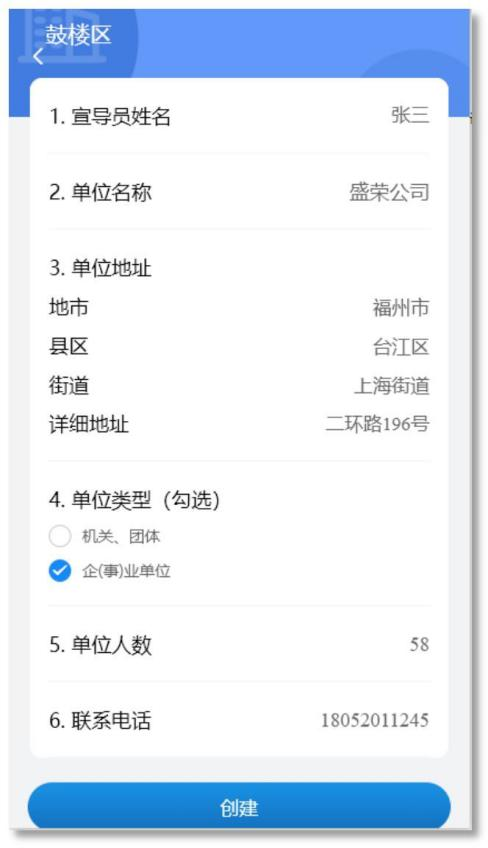 鼓楼区
1. 宣导员姓名 张三
2. 单位名称 盛荣公司
3. 单位地址
地市 福州市
县区 台江区
街道 上海街道
详细地址 二环路196号
4. 单位类型（勾选）
机关、团体
企(事)业单位
5. 单位人数 58
6. 联系电话 18052011245
创建